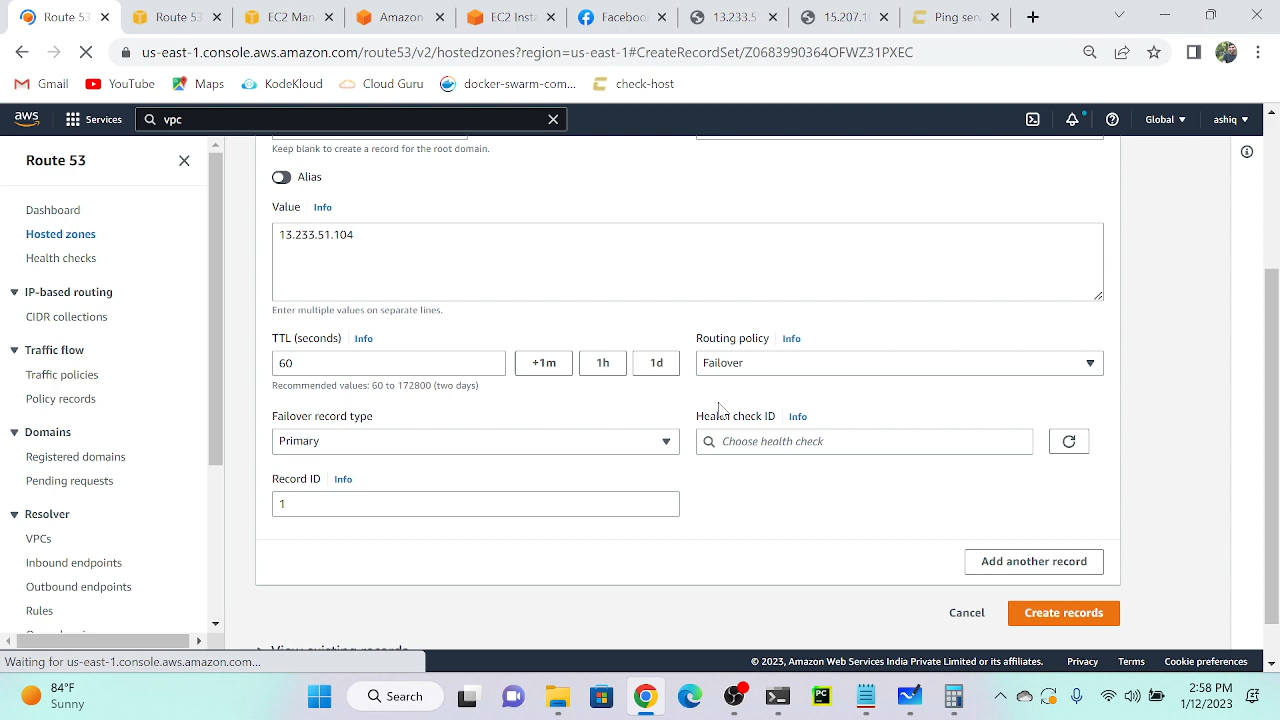 Route 53
Route 53
EC2 Man
Amazon
EC2 Insta
Facebook
13.233.5
15.207.10
Ping serv
us-east-1.console.aws.amazon.com/route53/v2/hostedzones?region=us-east-1#CreateRecordSet/Z0683990364OFWZ31PXEC
Gmail
YouTube
Maps
KodeKloud
Cloud Guru
docker-swarm-com...
check-host
aws
Services
vpc
Global
ashiq
Route 53
Dashboard
Hosted zones
Health checks
IP-based routing
CIDR collections
Traffic flow
Traffic policies
Policy records
Domains
Registered domains
Pending requests
Resolver
VPCs
Inbound endpoints
Outbound endpoints
Rules
Keep blank to create a record for the root domain.
Alias
Value Info
13.233.51.104
Enter multiple values on separate lines.
TTL (seconds) Info
60
+1m
1h
1d
Recommended values: 60 to 172800 (two days)
Routing policy Info
Failover
Failover record type
Primary
Health check ID Info
Choose health check
Record ID Info
1
Add another record
Cancel
Create records
View existing records
Waiting for us-east-1.console.aws.amazon.com...
© 2023, Amazon Web Services India Private Limited or its affiliates.
Privacy
Terms
Cookie preferences
84°F
Sunny
Search
PC
2:58 PM
1/12/2023